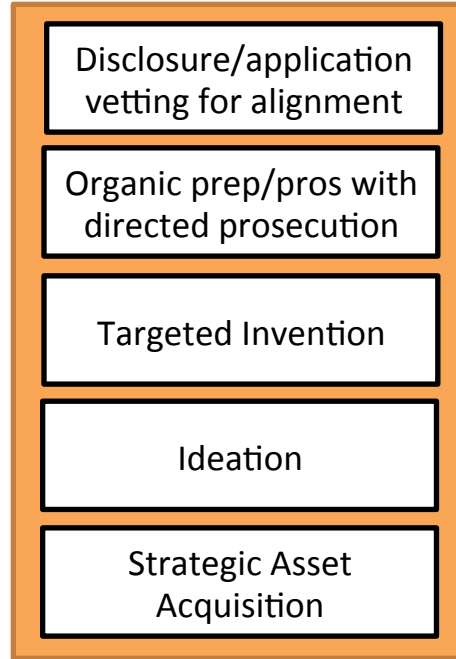 Disclosure/application
vetting for alignment
Organic prep/pros with
directed prosecution
Targeted Invention
Ideation
Strategic Asset
Acquisition